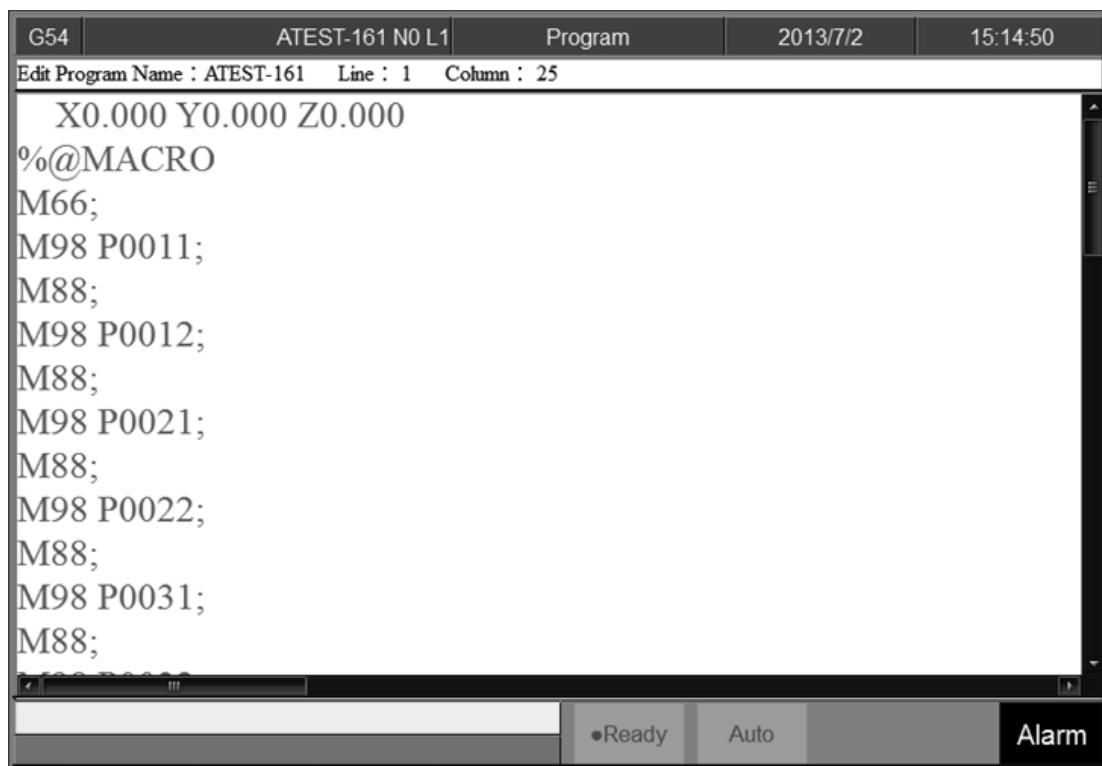 G54 ATEST-161 N0 L1 Program 2013/7/2 15:14:50
Edit Program Name：ATEST-161 Line：1 Column：25
X0.000 Y0.000 Z0.000
%@MACRO
M66;
M98 P0011;
M88;
M98 P0012;
M88;
M98 P0021;
M88;
M98 P0022;
M88;
M98 P0031;
M88;
●Ready Auto Alarm